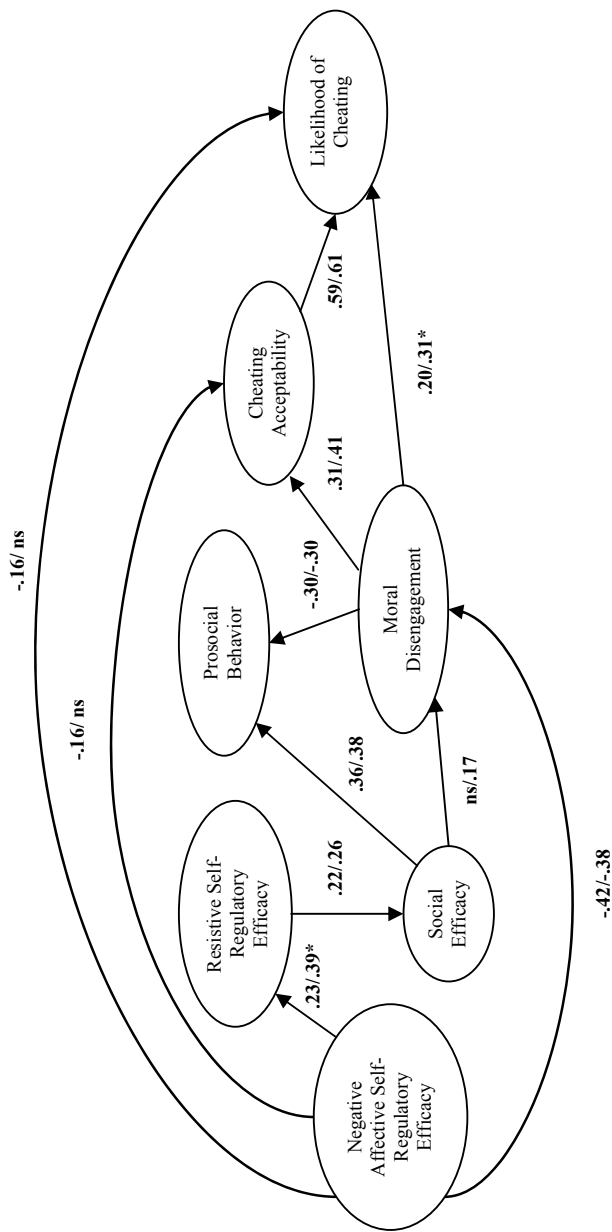 -.16/ ns
-.16/ ns
Negative
Affective Self-
Regulatory
Efficacy
.23/.39*
Resistive Self-
Regulatory
Efficacy
.22/.26
Social
Efficacy
.36/.38
ns/.17
-.42/-.38
Prosocial
Behavior
-.30/-.30
Moral
Disengagement
.31/.41
Cheating
Acceptability
.59/.61
.20/.31*
Likelihood of
Cheating